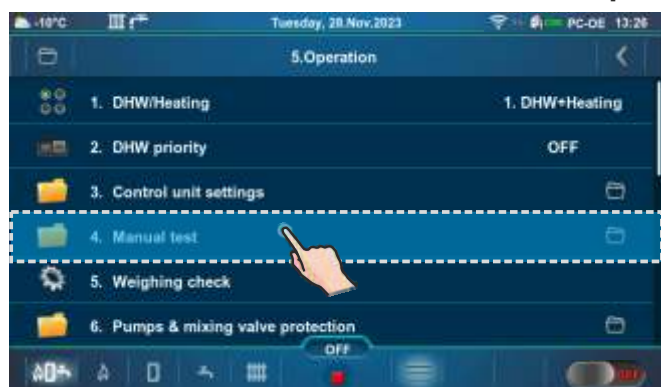 -10°C Tuesday, 28.Nov.2023 PC-OE 13:26
5.Operation
1. DHW/Heating 1. DHW+Heating
2. DHW priority OFF
3. Control unit settings
4. Manual test
5. Weighing check
6. Pumps & mixing valve protection
OFF
OFF